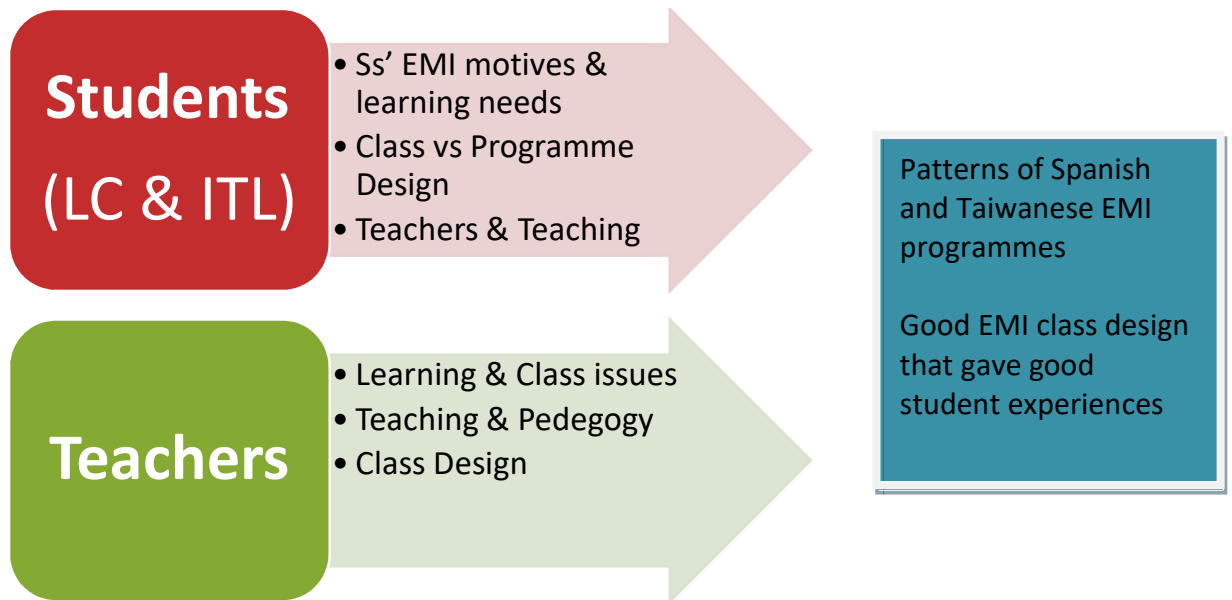 Students
(LC & ITL)
• Ss’ EMI motives &
learning needs
• Class vs Programme
Design
• Teachers & Teaching
Teachers
• Learning & Class issues
• Teaching & Pedegogy
• Class Design
Patterns of Spanish
and Taiwanese EMI
programmes
Good EMI class design
that gave good
student experiences